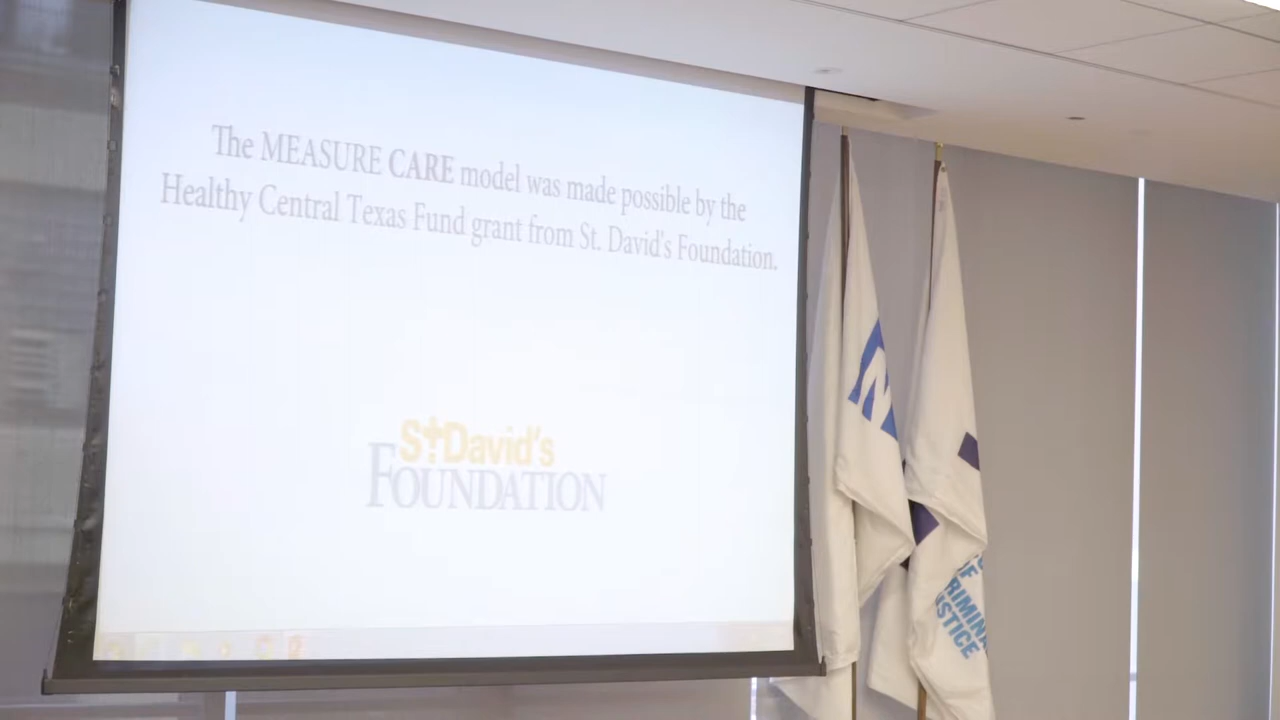 The MEASURE CARE model was made possible by the
Healthy Central Texas Fund grant from St. David's Foundation.
St David's
FOUNDATION
OF